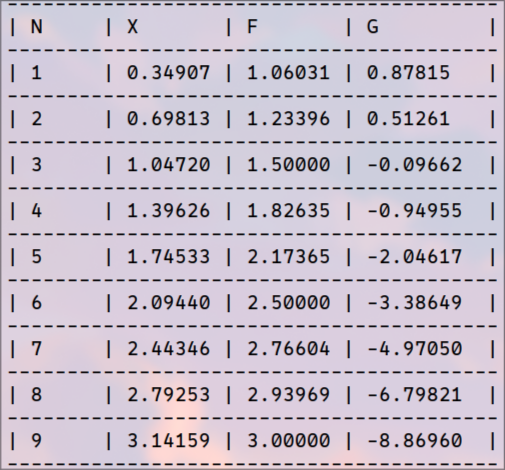 | N | X | F | G |
| 1 | 0.34907 | 1.06031 | 0.87815 |
| 2 | 0.69813 | 1.23396 | 0.51261 |
| 3 | 1.04720 | 1.50000 | -0.09662 |
| 4 | 1.39626 | 1.82635 | -0.94955 |
| 5 | 1.74533 | 2.17365 | -2.04617 |
| 6 | 2.09440 | 2.50000 | -3.38649 |
| 7 | 2.44346 | 2.76604 | -4.97050 |
| 8 | 2.79253 | 2.93969 | -6.79821 |
| 9 | 3.14159 | 3.00000 | -8.86960 |